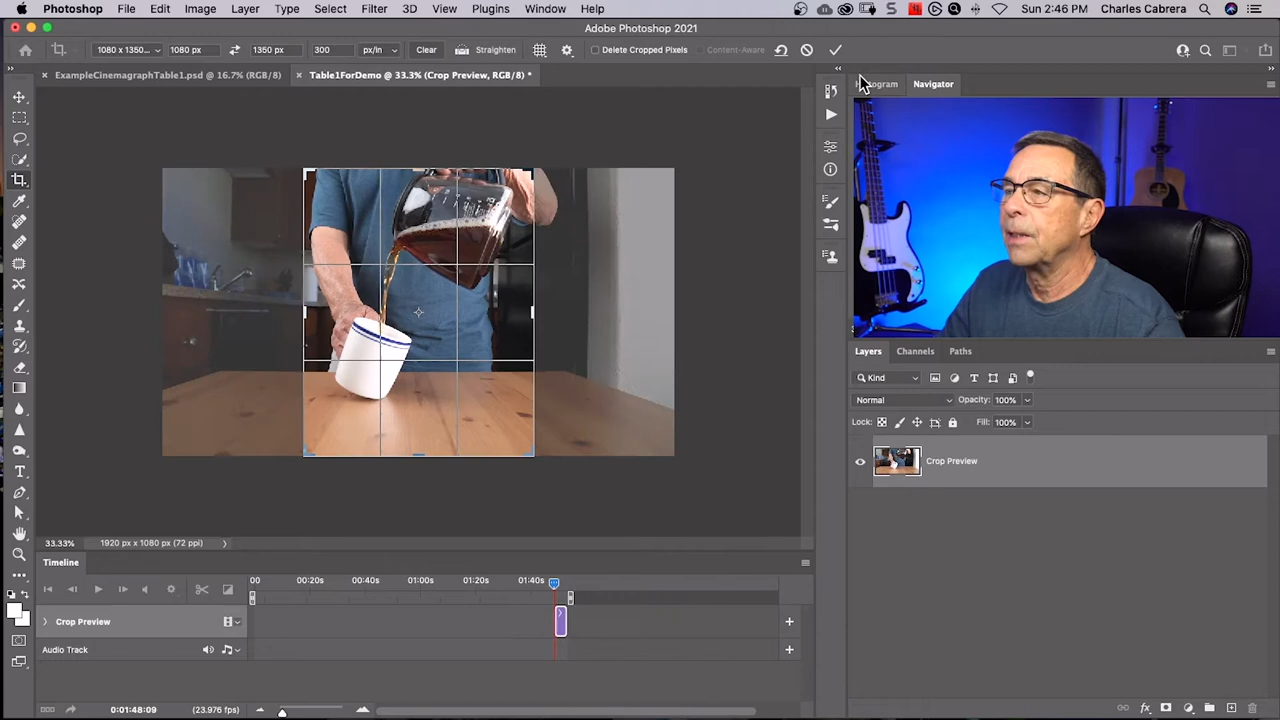 Photoshop File Edit Image Layer Type Select Filter 3D View Plugins Window Help Sun 2:46 PM Charles Cabrera
Adobe Photoshop 2021
1080 x 1350... 1080 px 1350 px 300 px/in Clear Straighten Delete Cropped Pixels Content-Aware
ExampleCinemagraphTable1.psd @ 16.7% (RGB/8) Table1ForDemo @ 33.3% (Crop Preview, RGB/8) *
Navigator
Layers Channels Paths
Kind
Normal Opacity: 100%
Lock: Fill: 100%
Crop Preview
33.33% 1920 px x 1080 px (72 ppi)
Timeline
00 00:20s 00:40s 01:00s 01:20s 01:40s
Crop Preview
Audio Track
0:01:48:09 (23.976 fps)